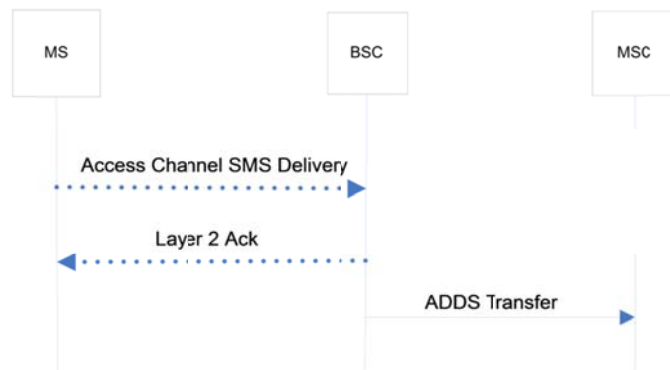 MS
BSC
MSC
Access Channel SMS Delivery
Layer 2 Ack
ADDS Transfer